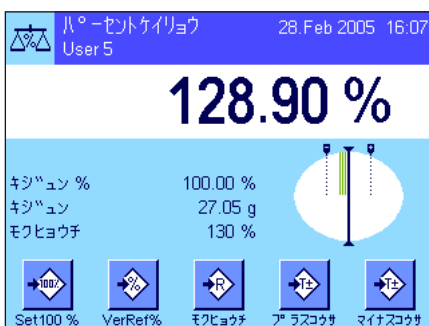 パーセントケイリョウ 28.Feb 2005 16:07
User 5
128.90 %
キジュン % 100.00 %
キジュン 27.05 g
モクヒョウチ 130 %
100% % R T± T±
Set100 % VerRef% モクヒョウチ プラスコウサ マイナスコウサ